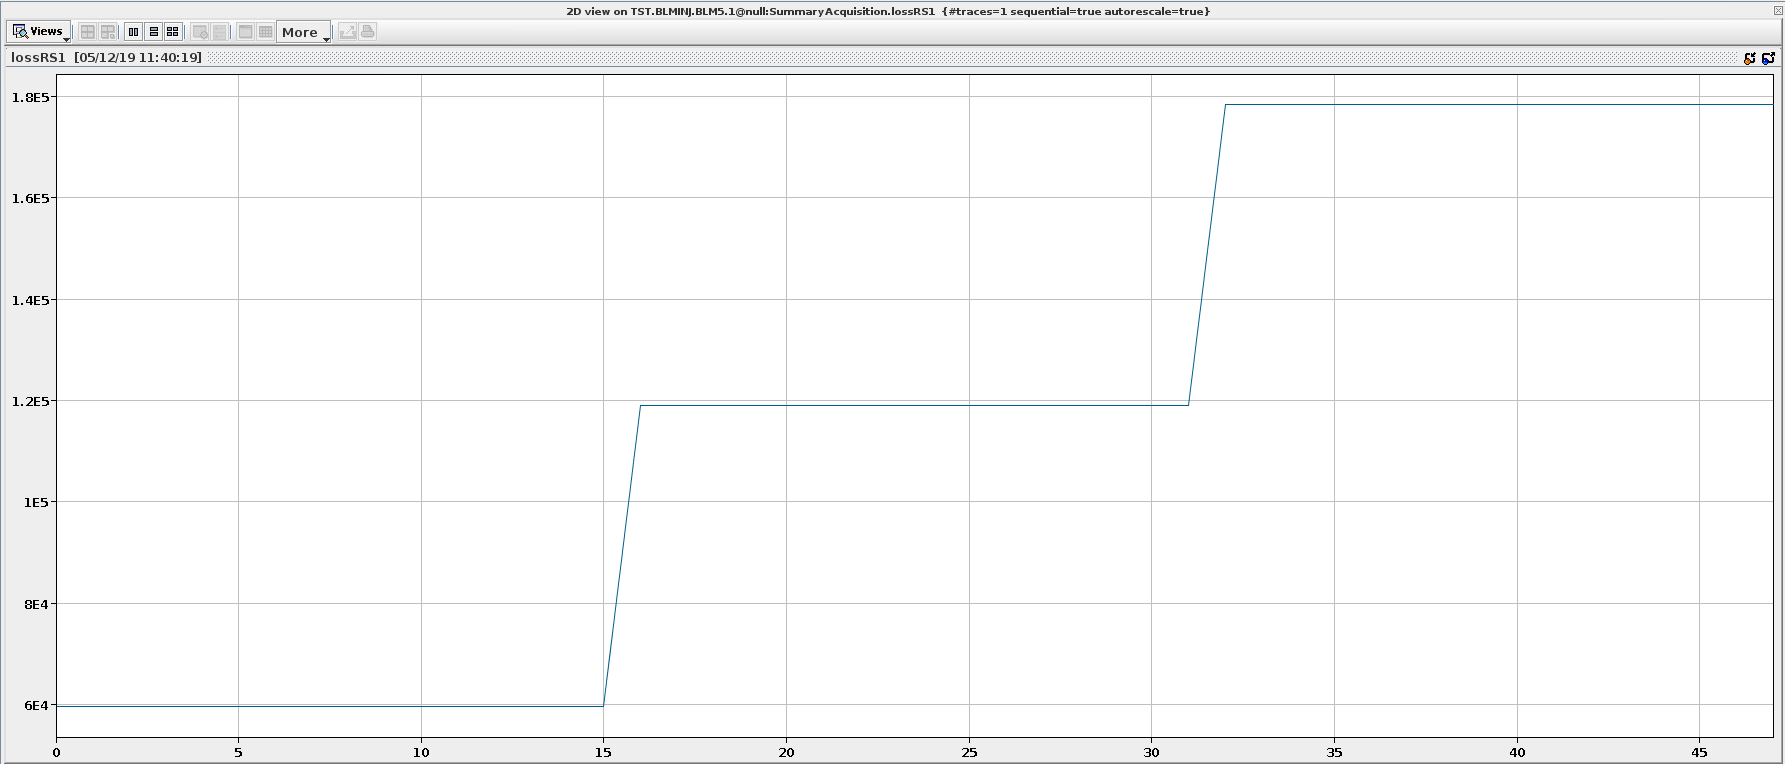 2D view on TST.BLMINJ.BLM5.1@null:SummaryAcquisition.lossRS1 {#traces=1 sequential=true autorescale=true}
Views More
lossRS1 [05/12/19 11:40:19]
1.8E5
1.6E5
1.4E5
1.2E5
1E5
8E4
6E4
0 5 10 15 20 25 30 35 40 45